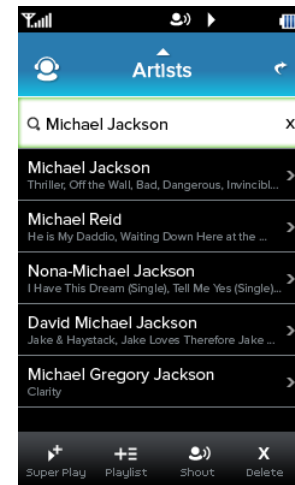 Artists
Michael Jackson X
Michael Jackson
Thriller, Off the Wall, Bad, Dangerous, Invincibl...
Michael Reid
He is My Daddio, Waiting Down Here at the ...
Nona-Michael Jackson
I Have This Dream (Single), Tell Me Yes (Single)...
David Michael Jackson
Jake & Haystack, Jake Loves Therefore Jake ...
Michael Gregory Jackson
Clarity
Super Play Playlist Shout Delete